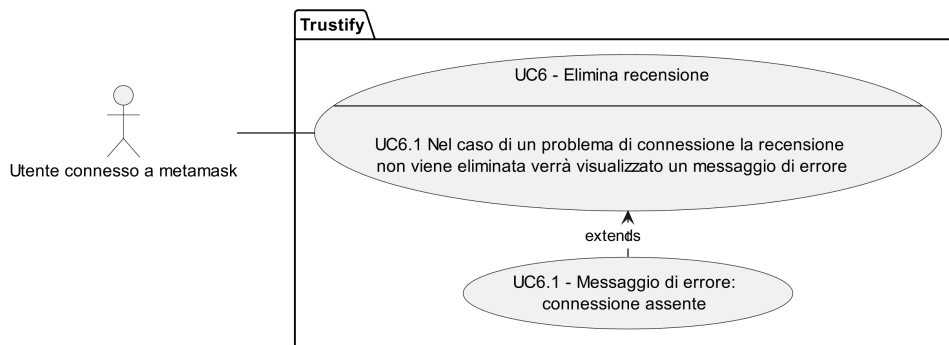 Trustify
UC6 - Elimina recensione
UC6.1 Nel caso di un problema di connessione la recensione
non viene eliminata verrà visualizzato un messaggio di errore
Utente connesso a metamask
extends
UC6.1 - Messaggio di errore:
connessione assente